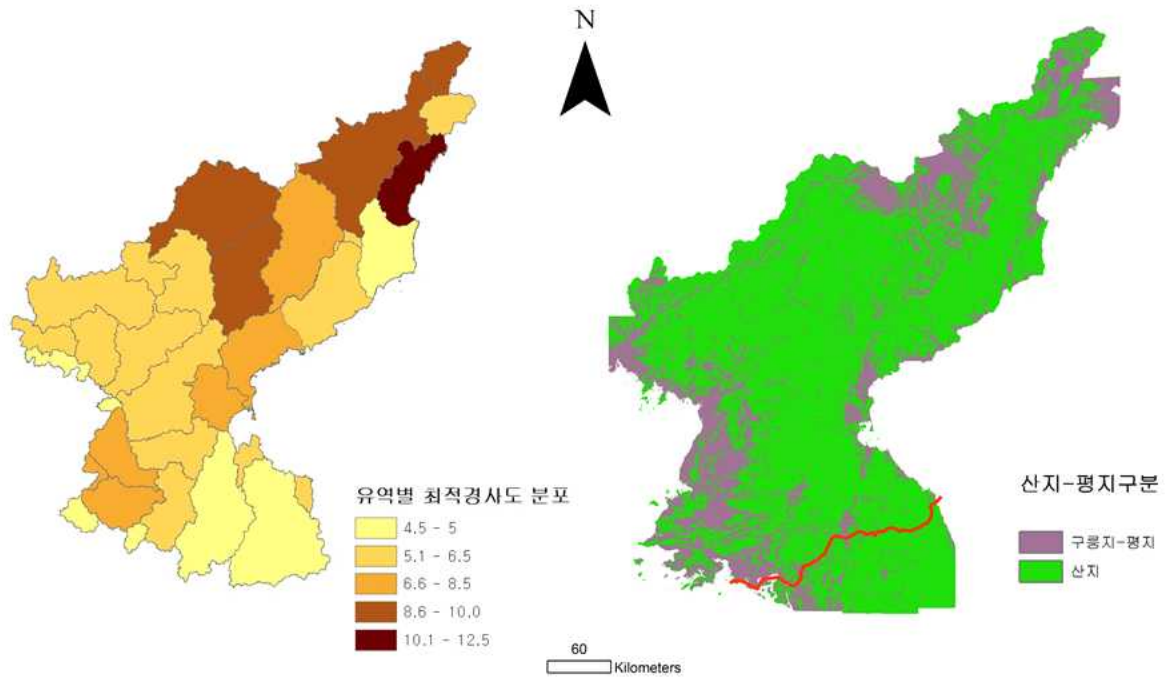 N
유역별 최적경사도 분포
4.5 - 5
5.1 - 6.5
6.6 - 8.5
8.6 - 10.0
10.1 - 12.5
산지-평지구분
구릉지-평지
산지
60
Kilometers